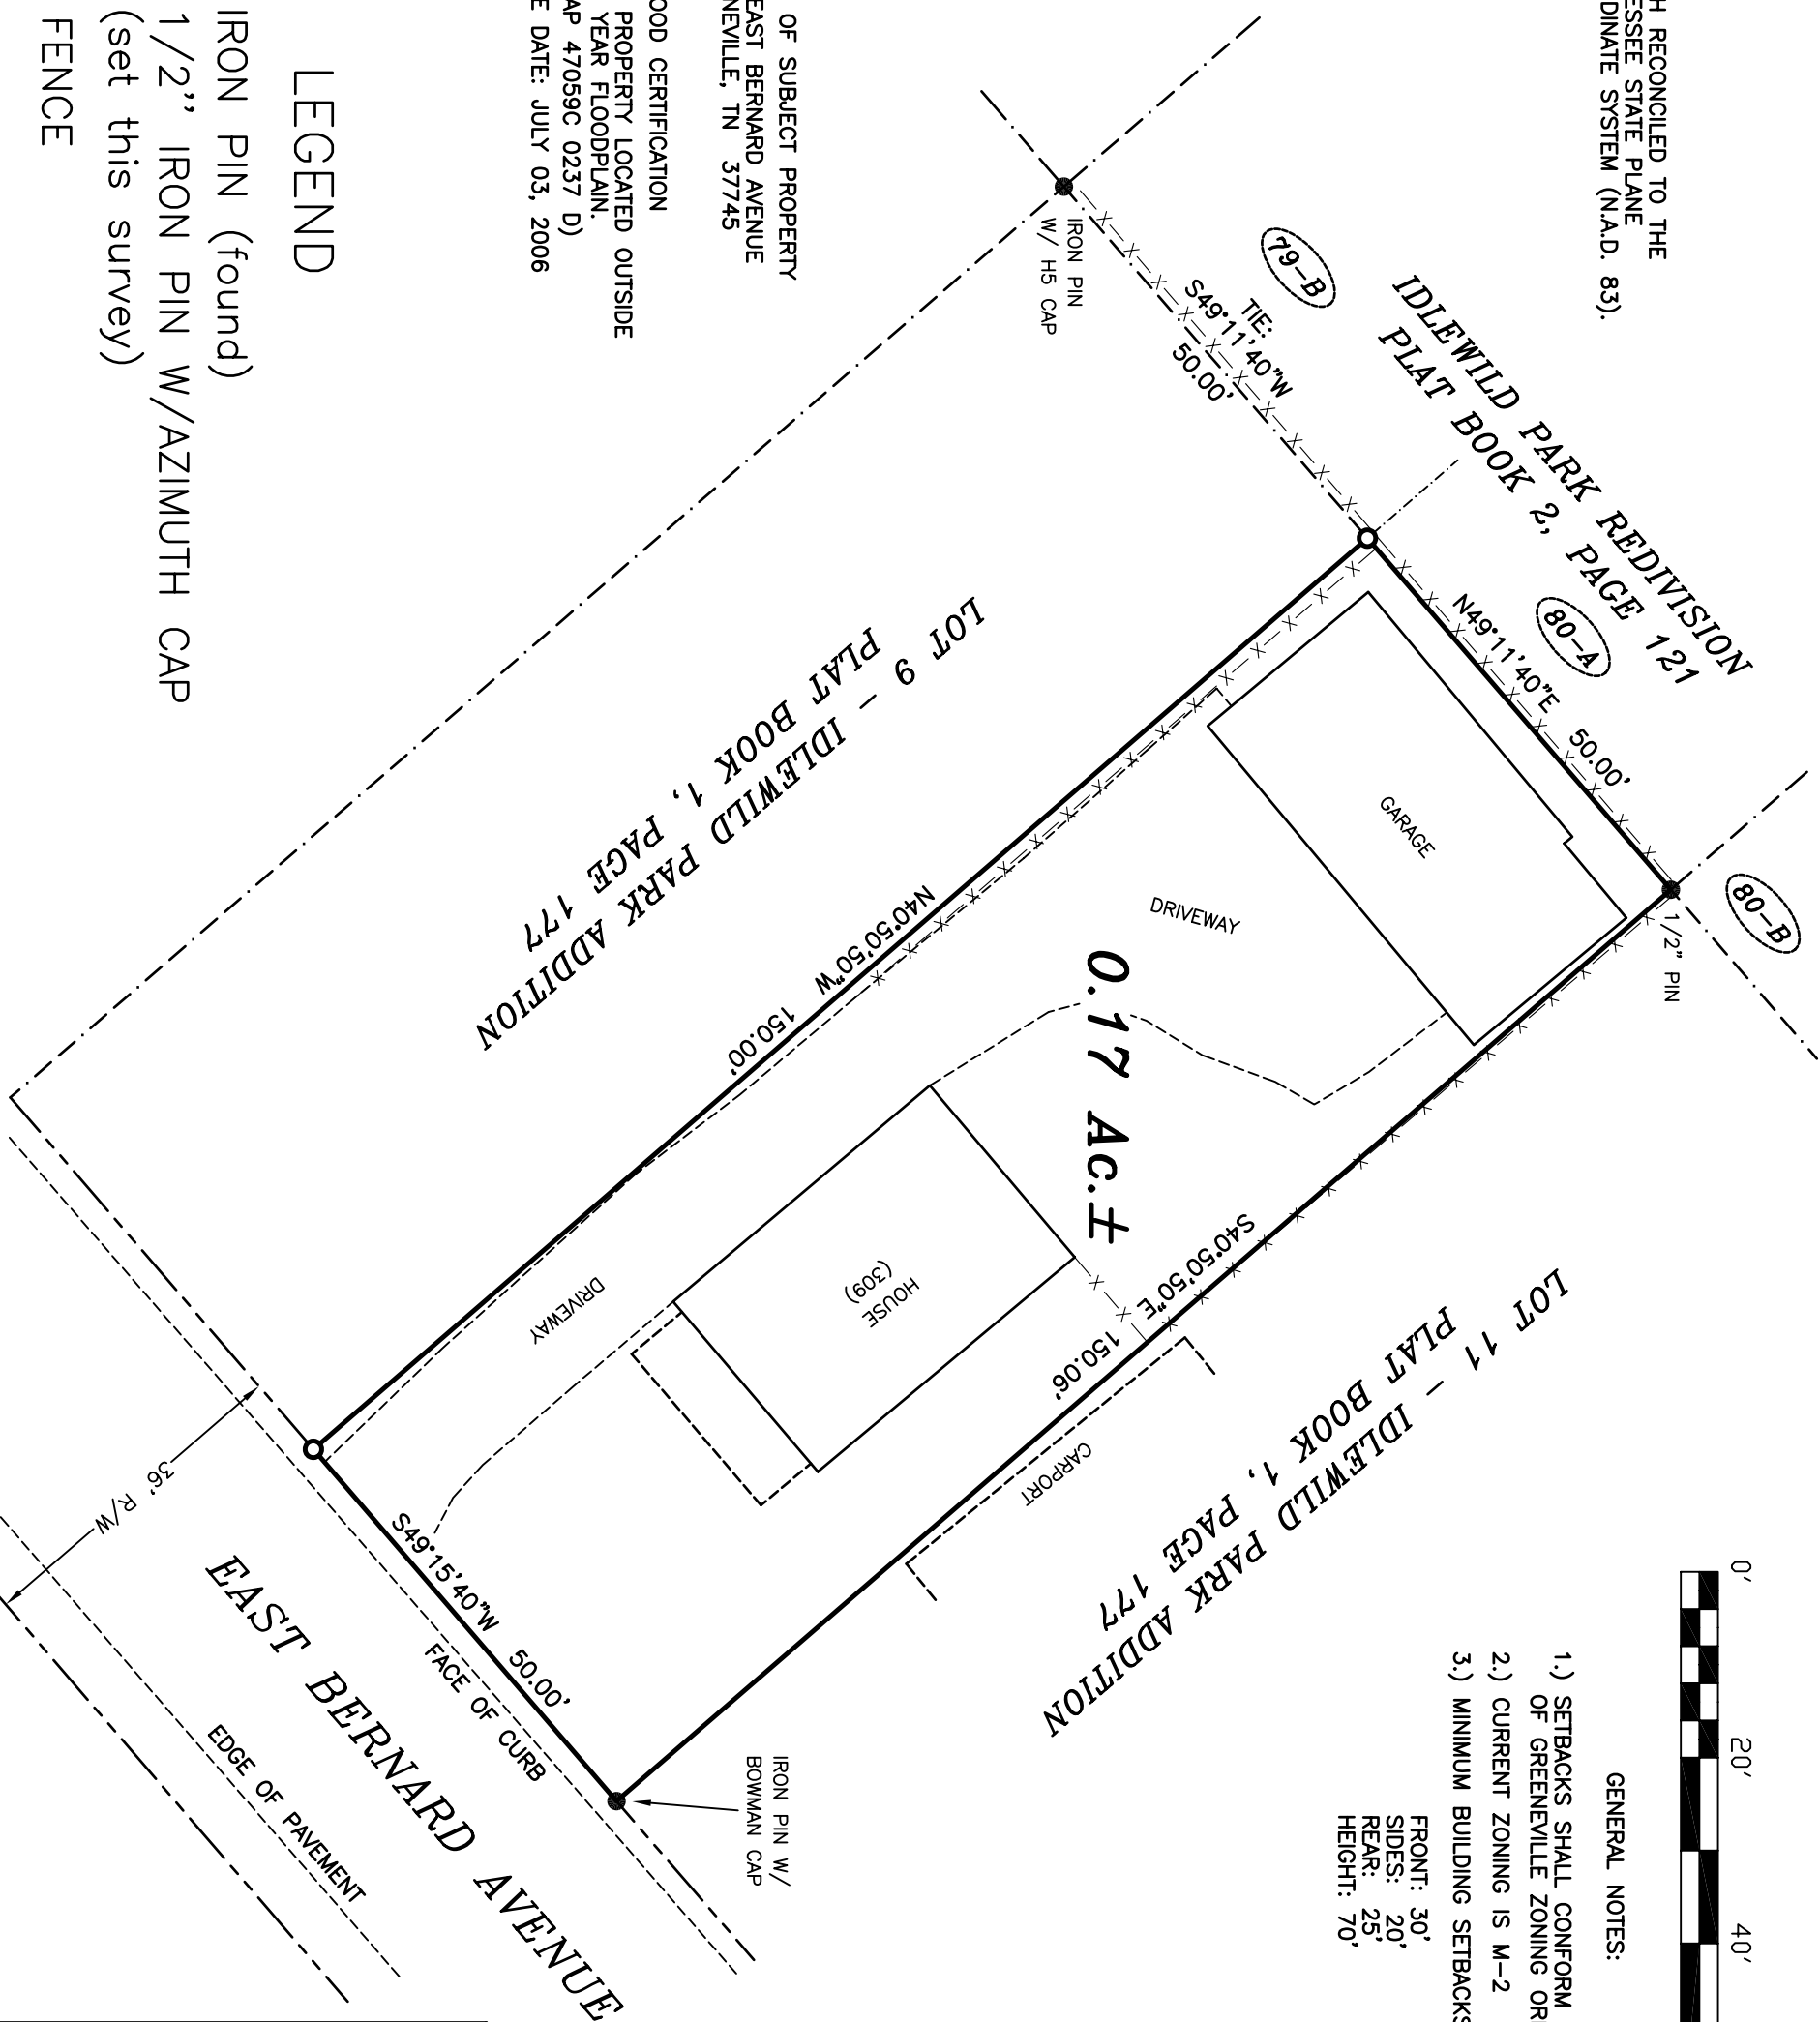 H RECONCILED TO THE
ESSEE STATE PLANE
DINATE SYSTEM (N.A.D. 83).
OF SUBJECT PROPERTY
EAST BERNARD AVENUE
NEVILLE, TN 37745
OOD CERTIFICATION
PROPERTY LOCATED OUTSIDE
YEAR FLOODPLAIN.
AP 47059C 0237 D)
E DATE: JULY 03, 2006
LEGEND
IRON PIN (found)
1/2" IRON PIN W/AZIMUTH CAP
(set this survey)
FENCE
IDLEWILD PARK REDIVISION
PLAT BOOK 2, PAGE 121
79-B
80-A
80-B
IRON PIN
W/ H5 CAP
TIE:
S49°11'40"W
50.00'
N49°11'40"E 50.00'
1/2" PIN
GARAGE
DRIVEWAY
0.17 Ac.±
LOT 9 - IDLEWILD PARK ADDITION
PLAT BOOK 1, PAGE 177
N40°50'50"W 150.00'
HOUSE
(309)
DRIVEWAY
S40°50'50"E 150.06'
CARPORT
LOT 11 - IDLEWILD PARK ADDITION
PLAT BOOK 1, PAGE 177
S49°15'40"W 50.00'
FACE OF CURB
36' R/W
EAST BERNARD AVENUE
EDGE OF PAVEMENT
IRON PIN W/
BOWMAN CAP
0' 20' 40'
GENERAL NOTES:
1.) SETBACKS SHALL CONFORM
OF GREENEVILLE ZONING OR
2.) CURRENT ZONING IS M-2
3.) MINIMUM BUILDING SETBACKS
FRONT: 30'
SIDES: 20'
REAR: 25'
HEIGHT: 70'